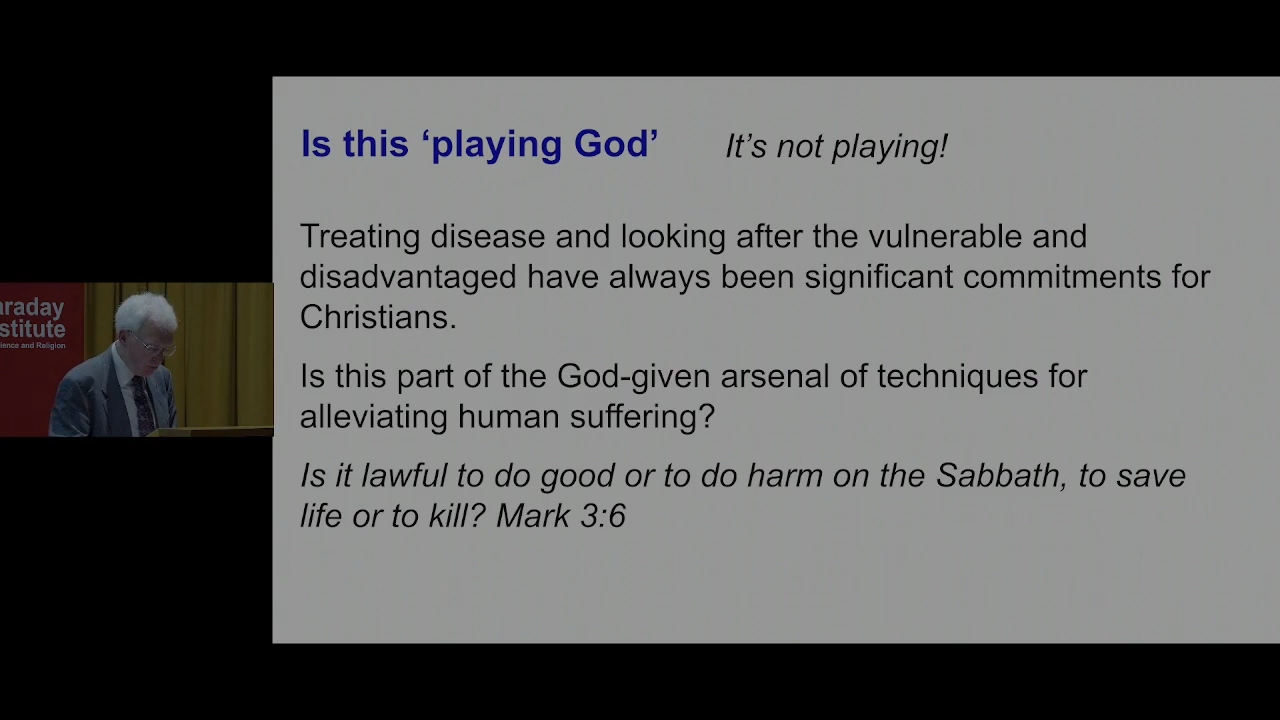 Is this ‘playing God’ It’s not playing!
Treating disease and looking after the vulnerable and
disadvantaged have always been significant commitments for
Christians.
Is this part of the God-given arsenal of techniques for
alleviating human suffering?
Is it lawful to do good or to do harm on the Sabbath, to save
life or to kill? Mark 3:6
araday
stitute
ience and Religion